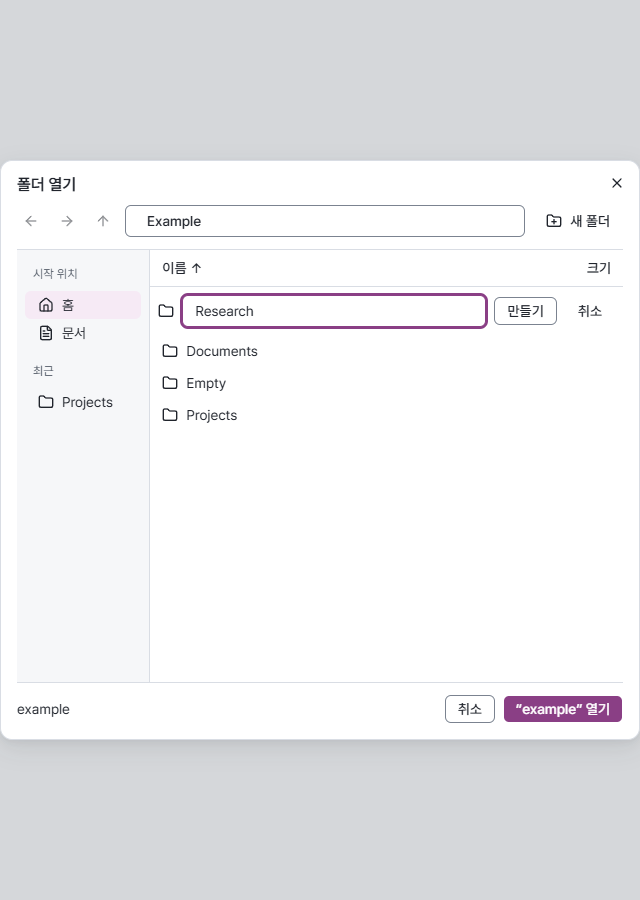 폴더 열기
Example
새 폴더
시작 위치
홈
문서
최근
Projects
이름
크기
Research
만들기
취소
Documents
Empty
Projects
example
취소
“example” 열기